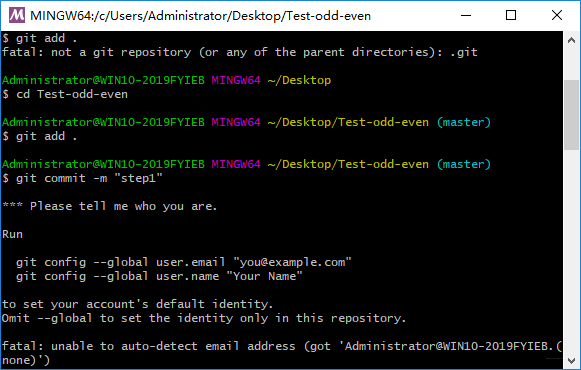 MINGW64:/c/Users/Administrator/Desktop/Test-odd-even
$ git add .
fatal: not a git repository (or any of the parent directories): .git
Administrator@WIN10-2019FYIEB MINGW64 ~/Desktop
$ cd Test-odd-even
Administrator@WIN10-2019FYIEB MINGW64 ~/Desktop/Test-odd-even (master)
$ git add .
Administrator@WIN10-2019FYIEB MINGW64 ~/Desktop/Test-odd-even (master)
$ git commit -m "step1"
*** Please tell me who you are.
Run
git config --global user.email "you@example.com"
git config --global user.name "Your Name"
to set your account's default identity.
Omit --global to set the identity only in this repository.
fatal: unable to auto-detect email address (got 'Administrator@WIN10-2019FYIEB.(
none)')